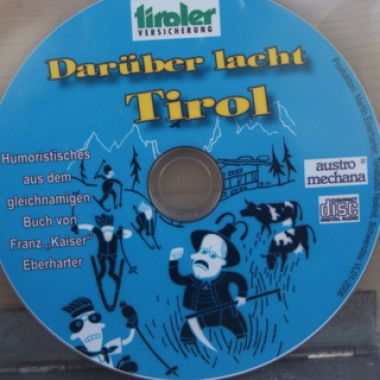 tiroler
VERSICHERUNG
Darüber lacht
Tirol
Humoristisches
aus dem
gleichnamigen
Buch von
Franz „Kaiser"
Eberharter
austro ®
mechana
COMPACT
disc
DIGITAL AUDIO